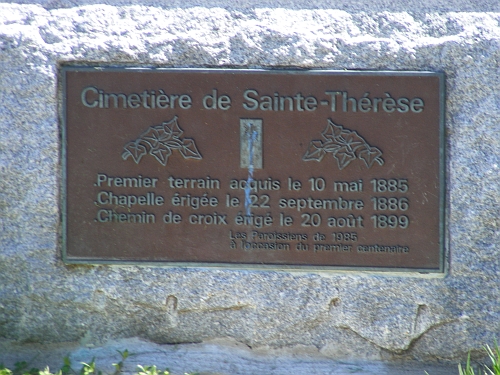 Cimetière de Sainte-Thérèse
.Premier terrain acquis le 10 mai 1885
.Chapelle érigée le 22 septembre 1886
.Chemin de croix érigé le 20 août 1899
Les Paroissiens de 1985
à l'occasion du premier centenaire